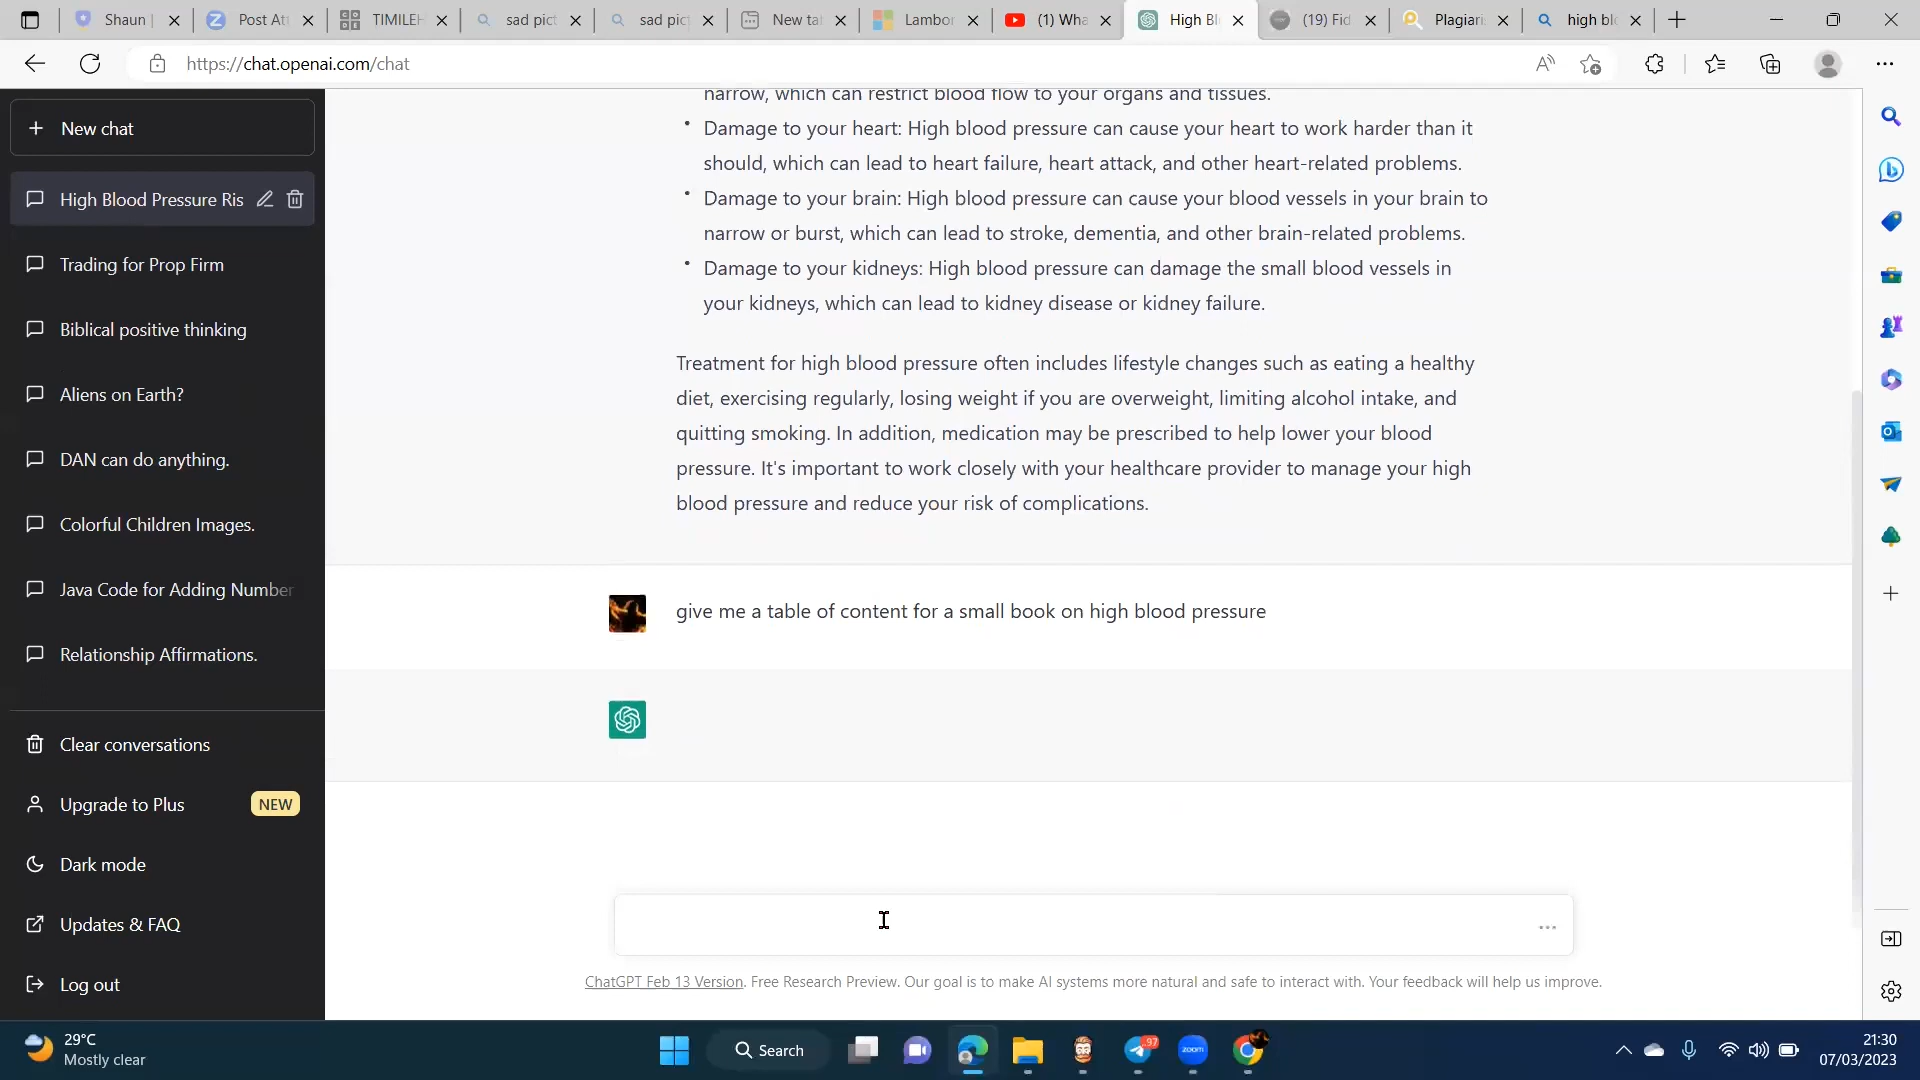 Shaun |
Post At
TIMILEH
sad pict
sad pic
New ta
Lambor
(1) Wha
High Bl
(19) Fid
Plagiari
high bl
https://chat.openai.com/chat
New chat
High Blood Pressure Ris
Trading for Prop Firm
Biblical positive thinking
Aliens on Earth?
DAN can do anything.
Colorful Children Images.
Java Code for Adding Number
Relationship Affirmations.
Clear conversations
Upgrade to Plus NEW
Dark mode
Updates & FAQ
Log out
narrow, which can restrict blood flow to your organs and tissues.
• Damage to your heart: High blood pressure can cause your heart to work harder than it
should, which can lead to heart failure, heart attack, and other heart-related problems.
• Damage to your brain: High blood pressure can cause your blood vessels in your brain to
narrow or burst, which can lead to stroke, dementia, and other brain-related problems.
• Damage to your kidneys: High blood pressure can damage the small blood vessels in
your kidneys, which can lead to kidney disease or kidney failure.
Treatment for high blood pressure often includes lifestyle changes such as eating a healthy
diet, exercising regularly, losing weight if you are overweight, limiting alcohol intake, and
quitting smoking. In addition, medication may be prescribed to help lower your blood
pressure. It's important to work closely with your healthcare provider to manage your high
blood pressure and reduce your risk of complications.
give me a table of content for a small book on high blood pressure
ChatGPT Feb 13 Version. Free Research Preview. Our goal is to make AI systems more natural and safe to interact with. Your feedback will help us improve.
29°C
Mostly clear
Search
97
zoom
21:30
07/03/2023